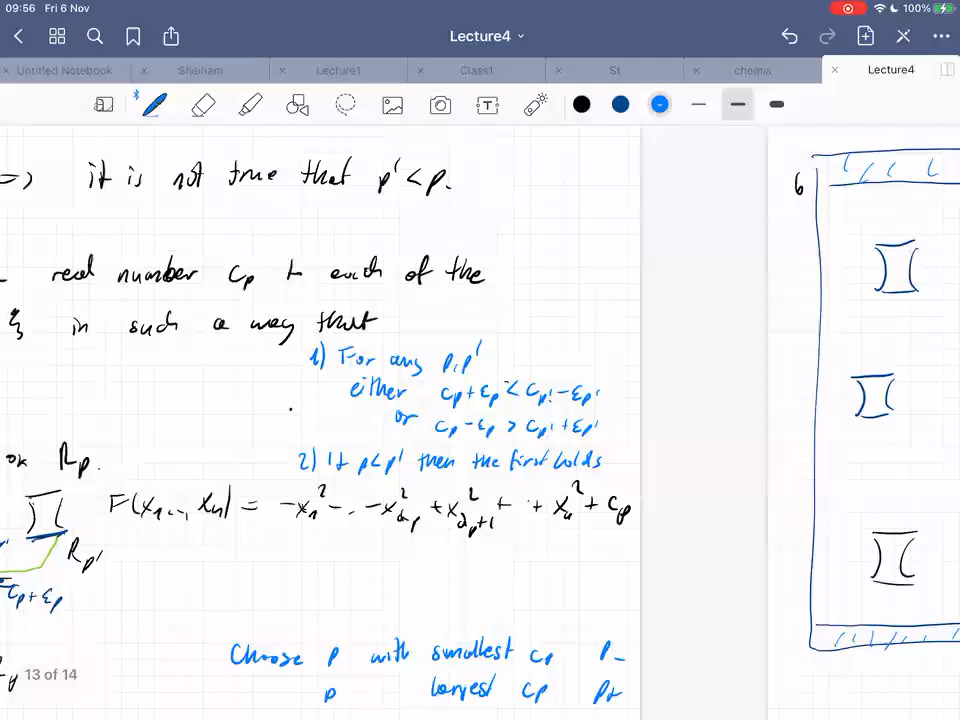 09:56 Fri 6 Nov
100%
Lecture4
Untitled Notebook
Sheiham
Lecture1
Class1
St
chemia
Lecture4
=> it is not true that p' < p.
real number c_p to each of the
ξ in such a way that
1) For any p, p'
either c_p + ε_p < c_p' - ε_p'
or c_p - ε_p > c_p' + ε_p'
2) If p < p' then the first holds
on R_p.
F(x_1 ..., x_n) = -x_1^2 - .. -x_{λ_p}^2 + x_{λ_p+1}^2 + .. + x_n^2 + c_p
R_p'
c_p + ε_p
Choose p with smallest c_p p_-
p largest c_p p_+
13 of 14
6